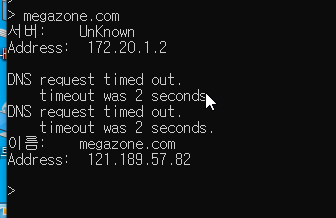 > megazone.com
서버:    UnKnown
Address:  172.20.1.2
DNS request timed out.
    timeout was 2 seconds.
DNS request timed out.
    timeout was 2 seconds.
이름:    megazone.com
Address:  121.189.57.82
>